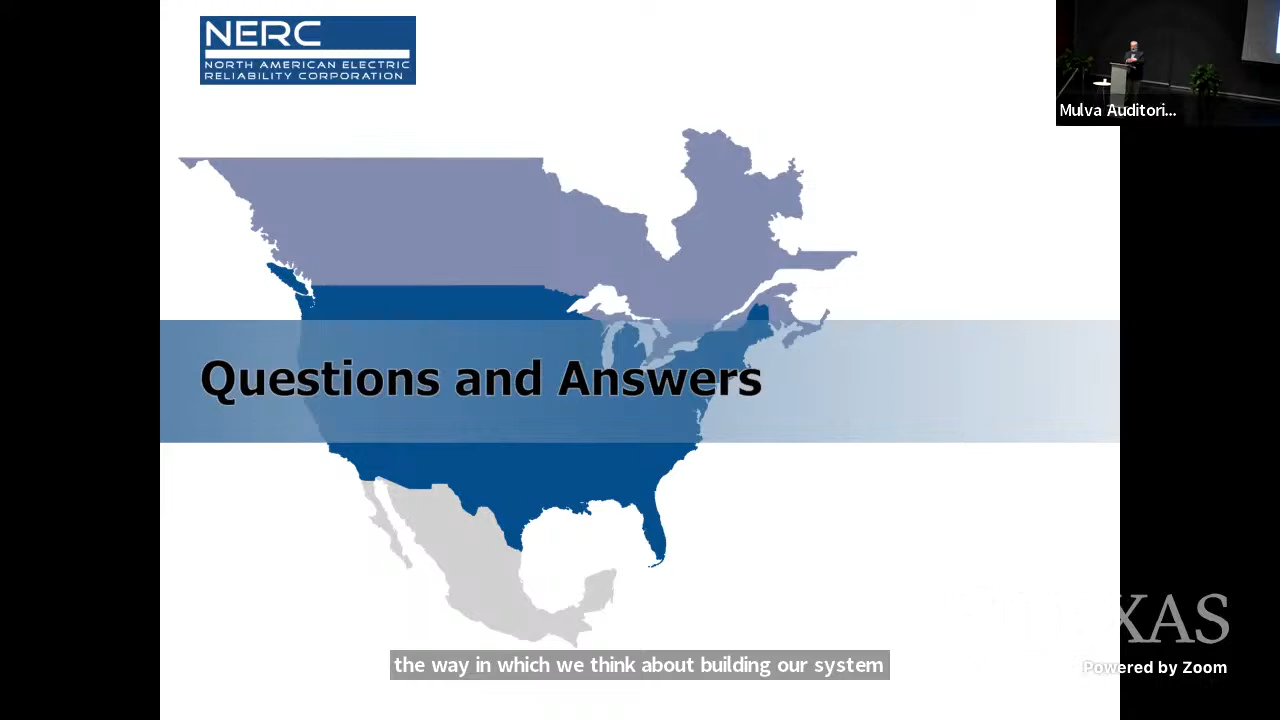 NERC
NORTH AMERICAN ELECTRIC
RELIABILITY CORPORATION
Mulva Auditori...
Questions and Answers
XAS
the way in which we think about building our system
Powered by Zoom